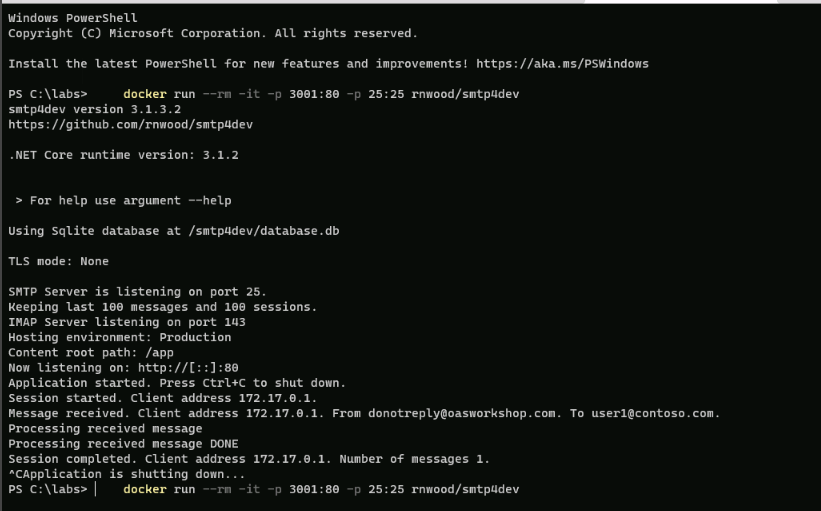 Windows PowerShell
Copyright (C) Microsoft Corporation. All rights reserved.
Install the latest PowerShell for new features and improvements! https://aka.ms/PSWindows
PS C:\labs>     docker run --rm -it -p 3001:80 -p 25:25 rnwood/smtp4dev
smtp4dev version 3.1.3.2
https://github.com/rnwood/smtp4dev
.NET Core runtime version: 3.1.2
 > For help use argument --help
Using Sqlite database at /smtp4dev/database.db
TLS mode: None
SMTP Server is listening on port 25.
Keeping last 100 messages and 100 sessions.
IMAP Server listening on port 143
Hosting environment: Production
Content root path: /app
Now listening on: http://[::]:80
Application started. Press Ctrl+C to shut down.
Session started. Client address 172.17.0.1.
Message received. Client address 172.17.0.1. From donotreply@oasworkshop.com. To user1@contoso.com.
Processing received message
Processing received message DONE
Session completed. Client address 172.17.0.1. Number of messages 1.
^CApplication is shutting down...
PS C:\labs>     docker run --rm -it -p 3001:80 -p 25:25 rnwood/smtp4dev